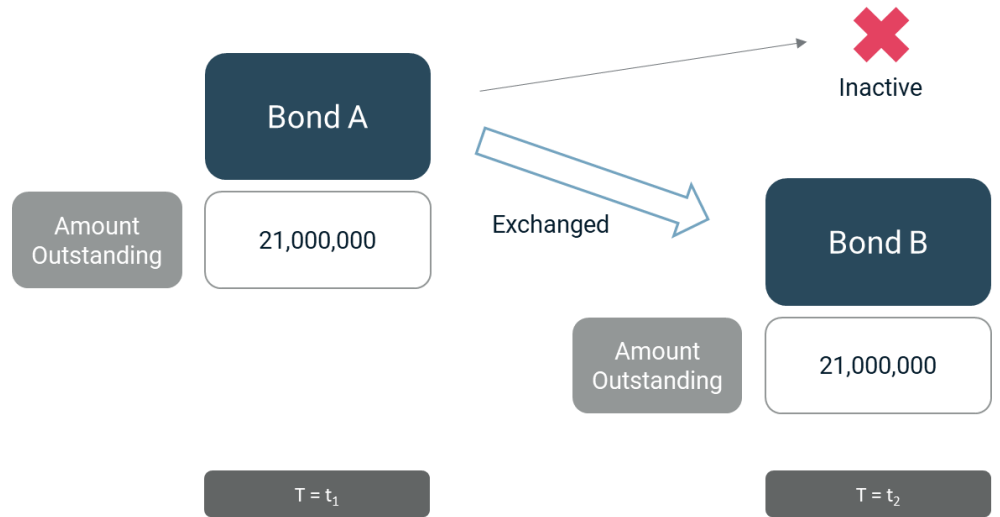 Inactive
Bond A
Amount
Outstanding
21,000,000
Exchanged
Bond B
Amount
Outstanding
21,000,000
T = t₁
T = t₂